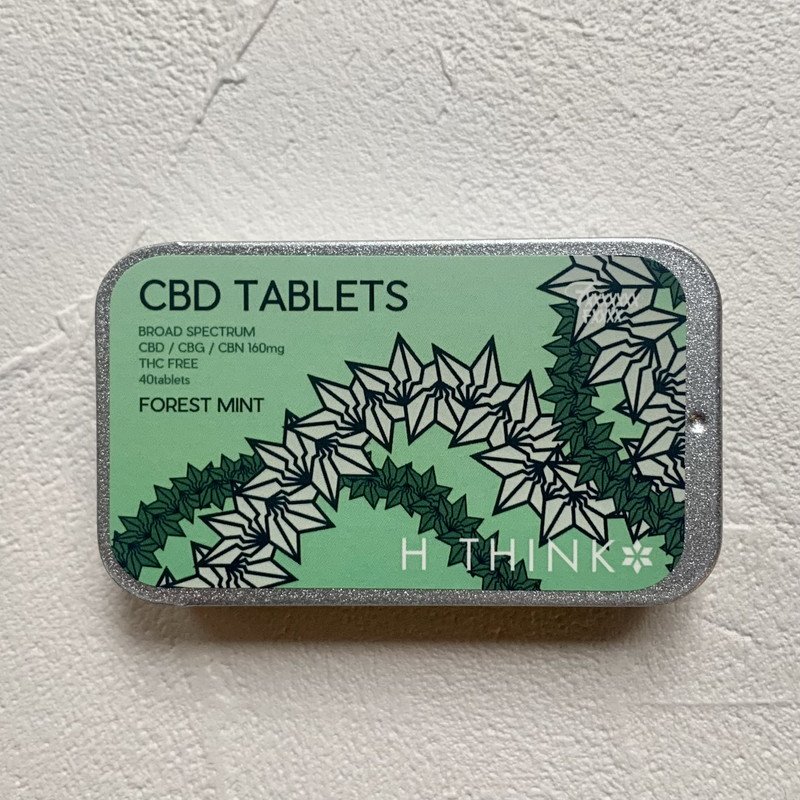 CBD TABLETS
BROAD SPECTRUM
CBD / CBG / CBN 160mg
THC FREE
40tablets
FOREST MINT
H THINK